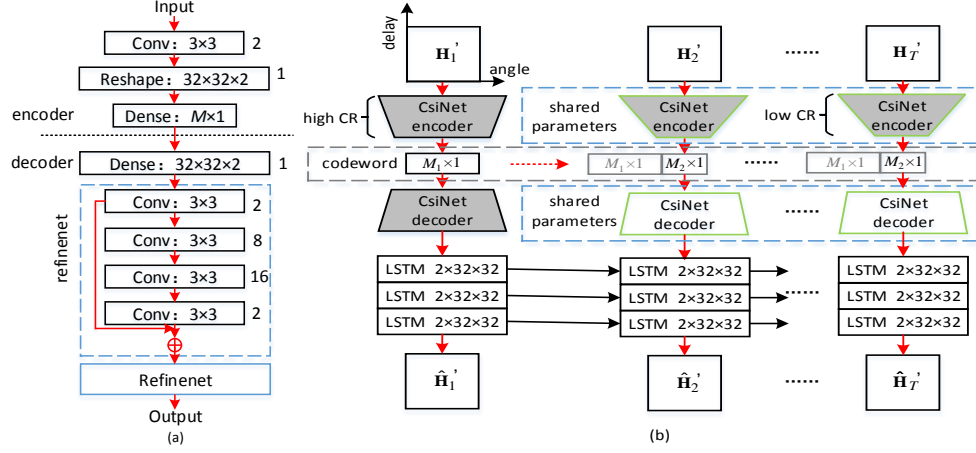 Input
Conv: 3×3 2
Reshape: 32×32×2 1
encoder Dense: M×1
decoder Dense: 32×32×2 1
refinenet
Conv: 3×3 2
Conv: 3×3 8
Conv: 3×3 16
Conv: 3×3 2
Refinenet
Output
(a)
delay
angle
H₁' H₂' ...... H_T'
high CR
CsiNet encoder
shared parameters
CsiNet encoder
low CR
CsiNet encoder
codeword M₁×1 M₁×1 M₂×1 ...... M₁×1 M₂×1
CsiNet decoder
shared parameters
CsiNet decoder
......
CsiNet decoder
LSTM 2×32×32 LSTM 2×32×32 LSTM 2×32×32
LSTM 2×32×32 LSTM 2×32×32 ...... LSTM 2×32×32
LSTM 2×32×32 LSTM 2×32×32 LSTM 2×32×32
Ĥ₁' Ĥ₂' ...... Ĥ_T'
(b)